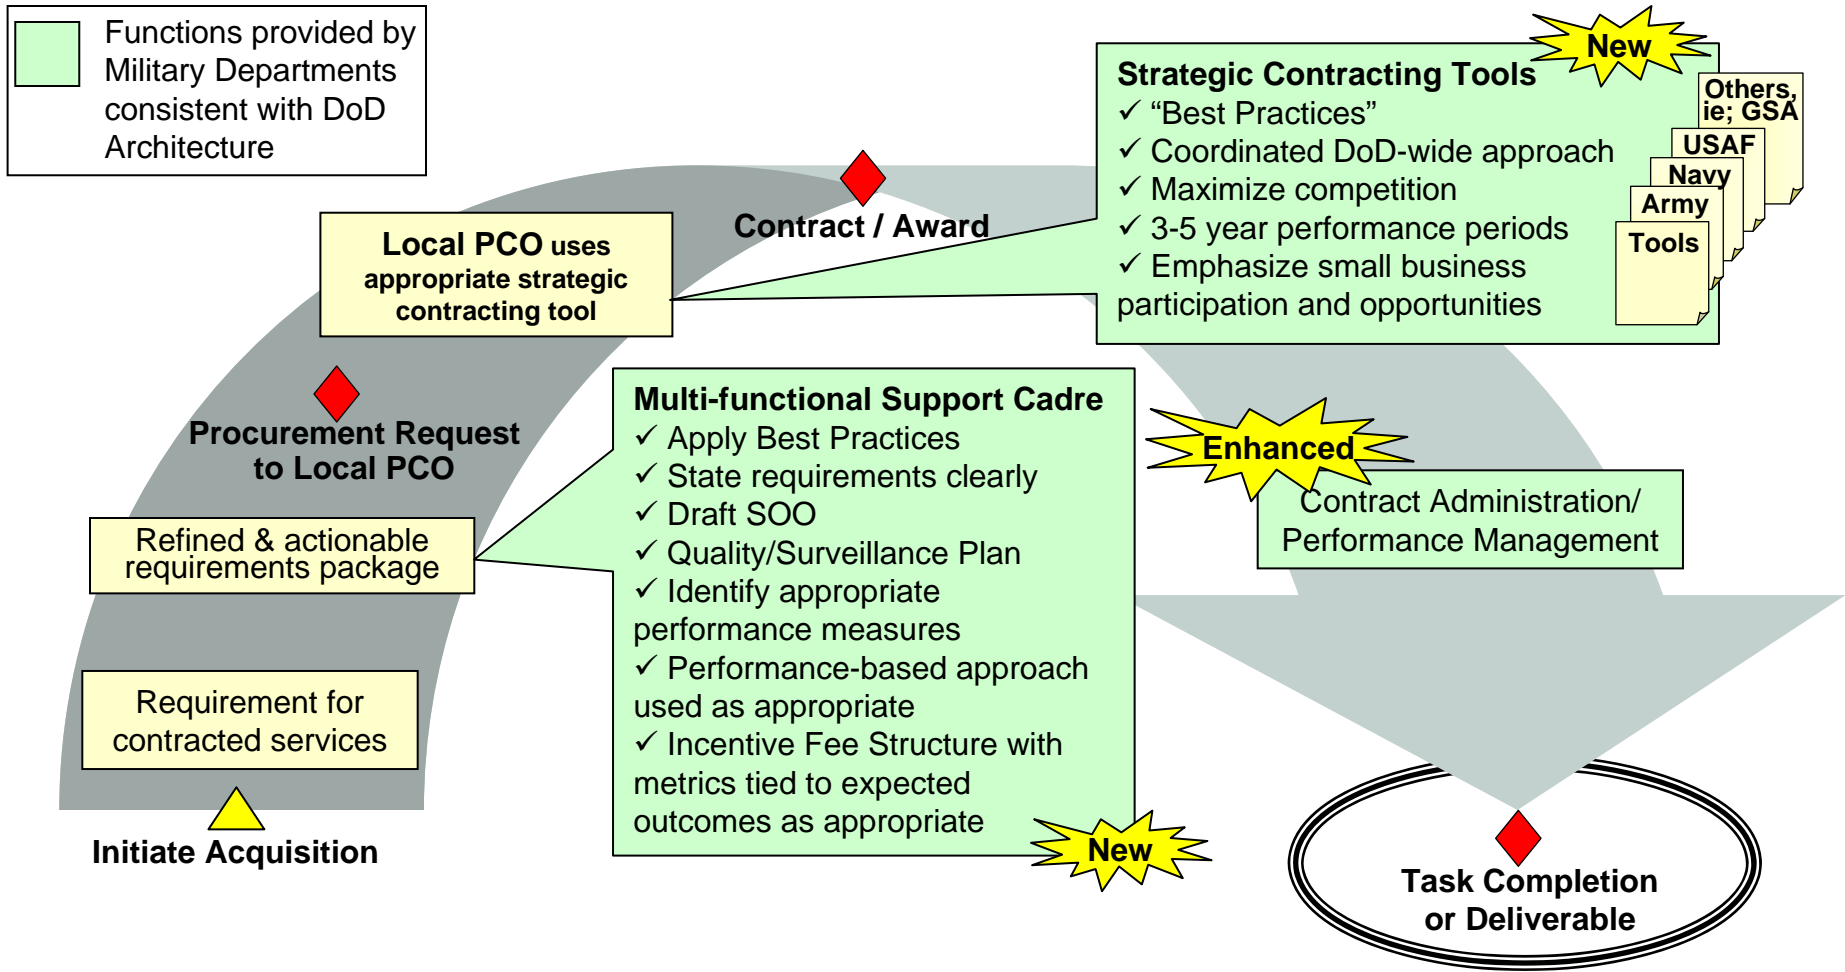 Functions provided by
Military Departments
consistent with DoD
Architecture
New
Strategic Contracting Tools
✓ “Best Practices”
✓ Coordinated DoD-wide approach
✓ Maximize competition
✓ 3-5 year performance periods
✓ Emphasize small business
participation and opportunities
Others,
ie; GSA
USAF
Navy
Army
Tools
Contract / Award
Local PCO uses
appropriate strategic
contracting tool
Procurement Request
to Local PCO
Multi-functional Support Cadre
✓ Apply Best Practices
✓ State requirements clearly
✓ Draft SOO
✓ Quality/Surveillance Plan
✓ Identify appropriate
performance measures
✓ Performance-based approach
used as appropriate
✓ Incentive Fee Structure with
metrics tied to expected
outcomes as appropriate
New
Enhanced
Contract Administration/
Performance Management
Refined & actionable
requirements package
Requirement for
contracted services
Initiate Acquisition
Task Completion
or Deliverable